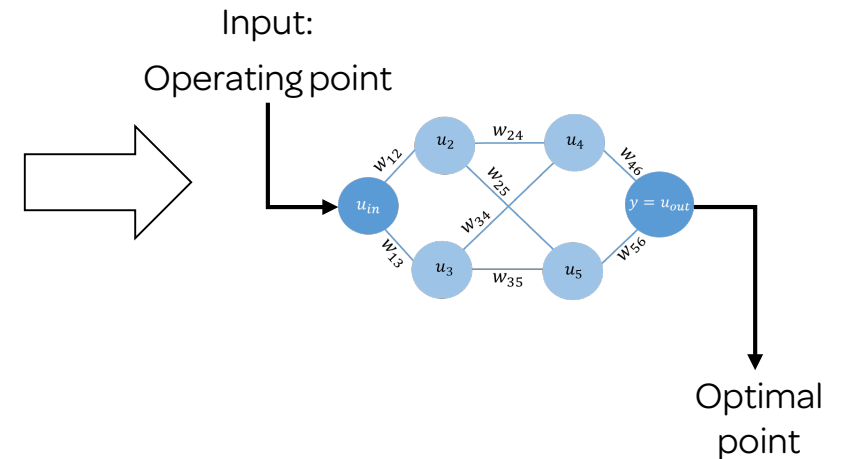 Input:
Operating point
u₂
w₂₄
u₄
w₁₂
w₂₅
w₄₆
u_in
y = u_out
w₃₄
w₁₃
w₅₆
u₃
w₃₅
u₅
Optimal
point